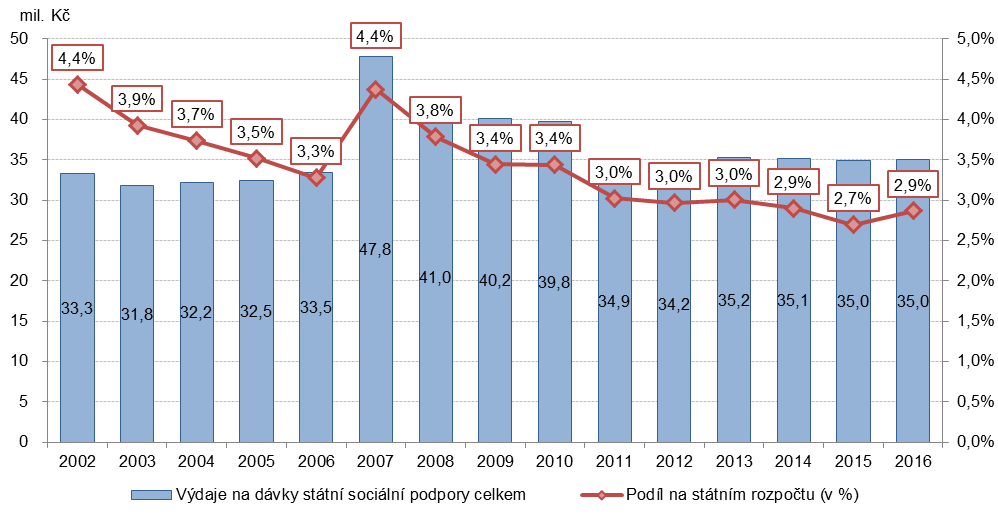 mil. Kč
50 5,0%
45 4,5%
40 4,0%
35 3,5%
30 3,0%
25 2,5%
20 2,0%
15 1,5%
10 1,0%
5 0,5%
0 0,0%
4,4% 3,9% 3,7% 3,5% 3,3% 4,4% 3,8% 3,4% 3,4% 3,0% 3,0% 3,0% 2,9% 2,7% 2,9%
33,3 31,8 32,2 32,5 33,5 47,8 41,0 40,2 39,8 34,9 34,2 35,2 35,1 35,0 35,0
2002 2003 2004 2005 2006 2007 2008 2009 2010 2011 2012 2013 2014 2015 2016
Výdaje na dávky státní sociální podpory celkem Podíl na státním rozpočtu (v %)